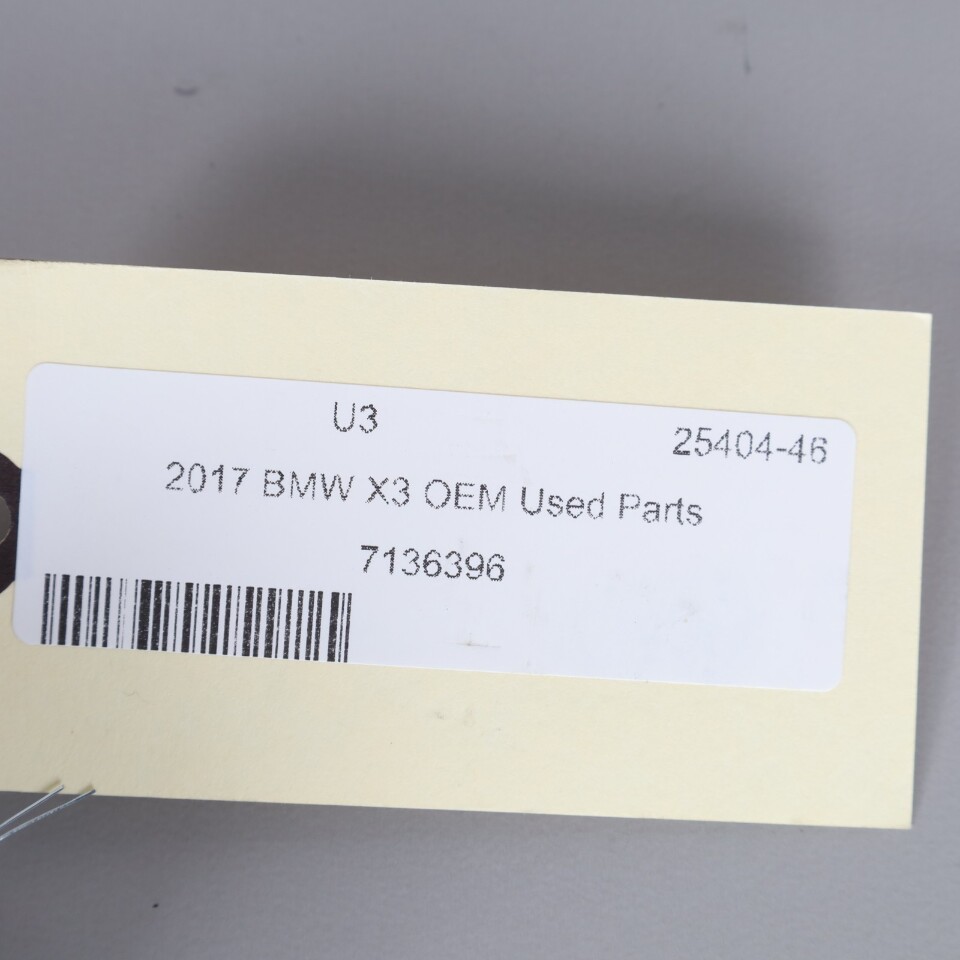 U3
25404-46
2017 BMW X3 OEM Used Parts
7136396